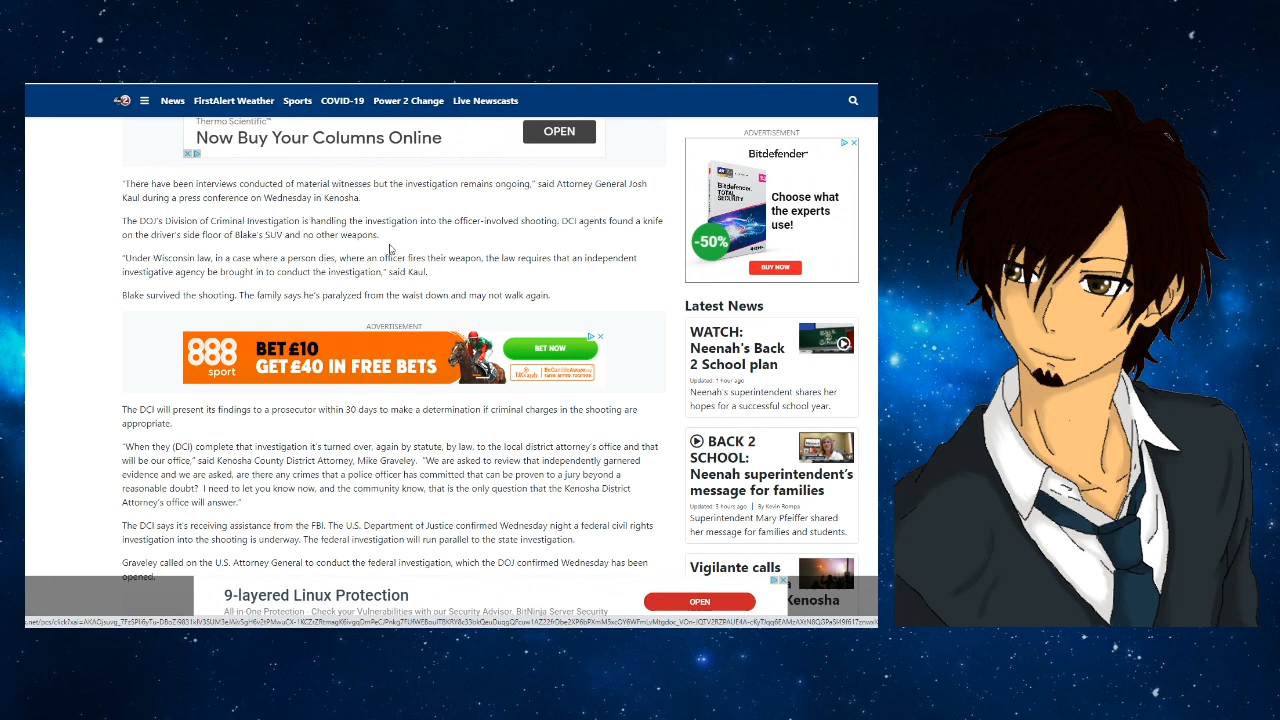 2
News
FirstAlert Weather
Sports
COVID-19
Power 2 Change
Live Newscasts
Thermo Scientific™
Now Buy Your Columns Online
OPEN
"There have been interviews conducted of material witnesses but the investigation remains ongoing," said Attorney General Josh
Kaul during a press conference on Wednesday in Kenosha.
The DOJ's Division of Criminal Investigation is handling the investigation into the officer-involved shooting. DCI agents found a knife
on the driver's side floor of Blake's SUV and no other weapons.
"Under Wisconsin law, in a case where a person dies, where an officer fires their weapon, the law requires that an independent
investigative agency be brought in to conduct the investigation," said Kaul.
Blake survived the shooting. The family says he's paralyzed from the waist down and may not walk again.
ADVERTISEMENT
888
sport
BET £10
GET £40 IN FREE BETS
BET NOW
The DCI will present its findings to a prosecutor within 30 days to make a determination if criminal charges in the shooting are
appropriate.
"When they (DCI) complete that investigation it's turned over, again by statute, by law, to the local district attorney's office and that
will be our office," said Kenosha County District Attorney, Mike Graveley. "We are asked to review that independently garnered
evidence and we are asked, are there any crimes that a police officer has committed that can be proven to a jury beyond a
reasonable doubt? I need to let you know now, and the community know, that is the only question that the Kenosha District
Attorney's office will answer."
The DCI says it's receiving assistance from the FBI. The U.S. Department of Justice confirmed Wednesday night a federal civil rights
investigation into the shooting is underway. The federal investigation will run parallel to the state investigation.
Graveley called on the U.S. Attorney General to conduct the federal investigation, which the DOJ confirmed Wednesday has been
opened.
ADVERTISEMENT
Bitdefender
Bitdefender
TOTAL
SECURITY
Choose what
the experts
use!
-50%
BUY NOW
Latest News
WATCH:
Neenah's Back
2 School plan
Updated: 1 hour ago
Neenah's superintendent shares her
hopes for a successful school year.
BACK 2
SCHOOL:
Neenah superintendent's
message for families
Updated: 3 hours ago | By Kevin Rompa
Superintendent Mary Pfeiffer shared
her message for families and students.
Vigilante calls
Kenosha
9-layered Linux Protection
All-in-One Protection - Check your Vulnerabilities with our Security Advisor. BitNinja Server Security
OPEN